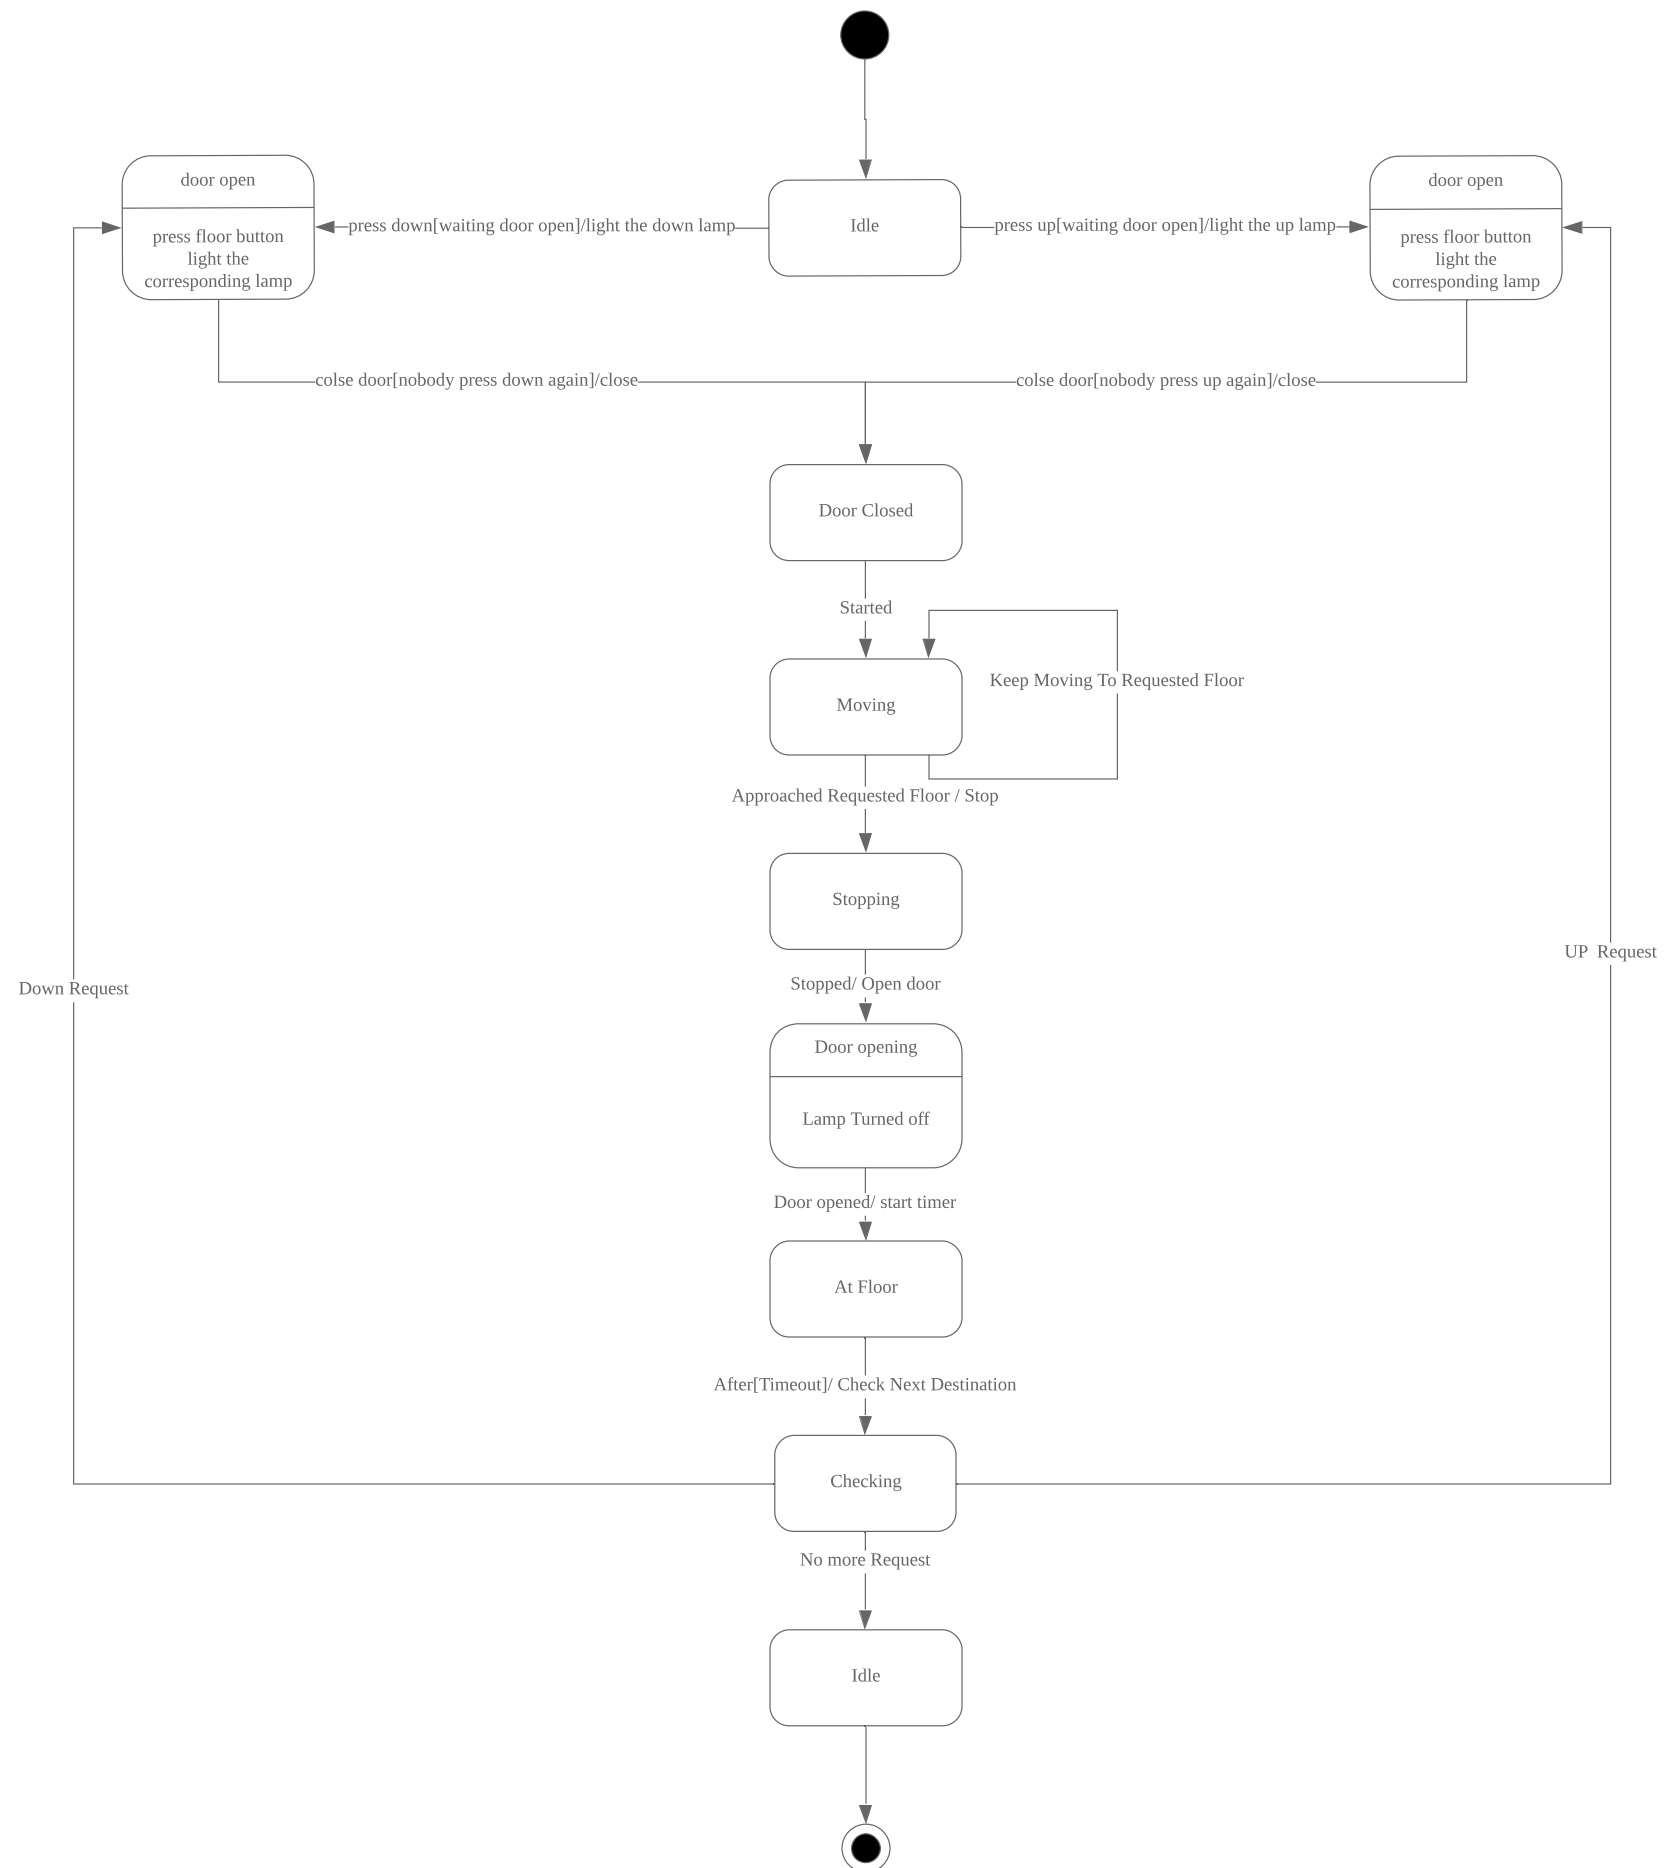 door open
press floor button
light the
corresponding lamp
press down[waiting door open]/light the down lamp
Idle
press up[waiting door open]/light the up lamp
door open
press floor button
light the
corresponding lamp
colse door[nobody press down again]/close
colse door[nobody press up again]/close
Door Closed
Started
Keep Moving To Requested Floor
Moving
Approached Requested Floor / Stop
Stopping
UP  Request
Down Request
Stopped/ Open door
Door opening
Lamp Turned off
Door opened/ start timer
At Floor
After[Timeout]/ Check Next Destination
Checking
No more Request
Idle